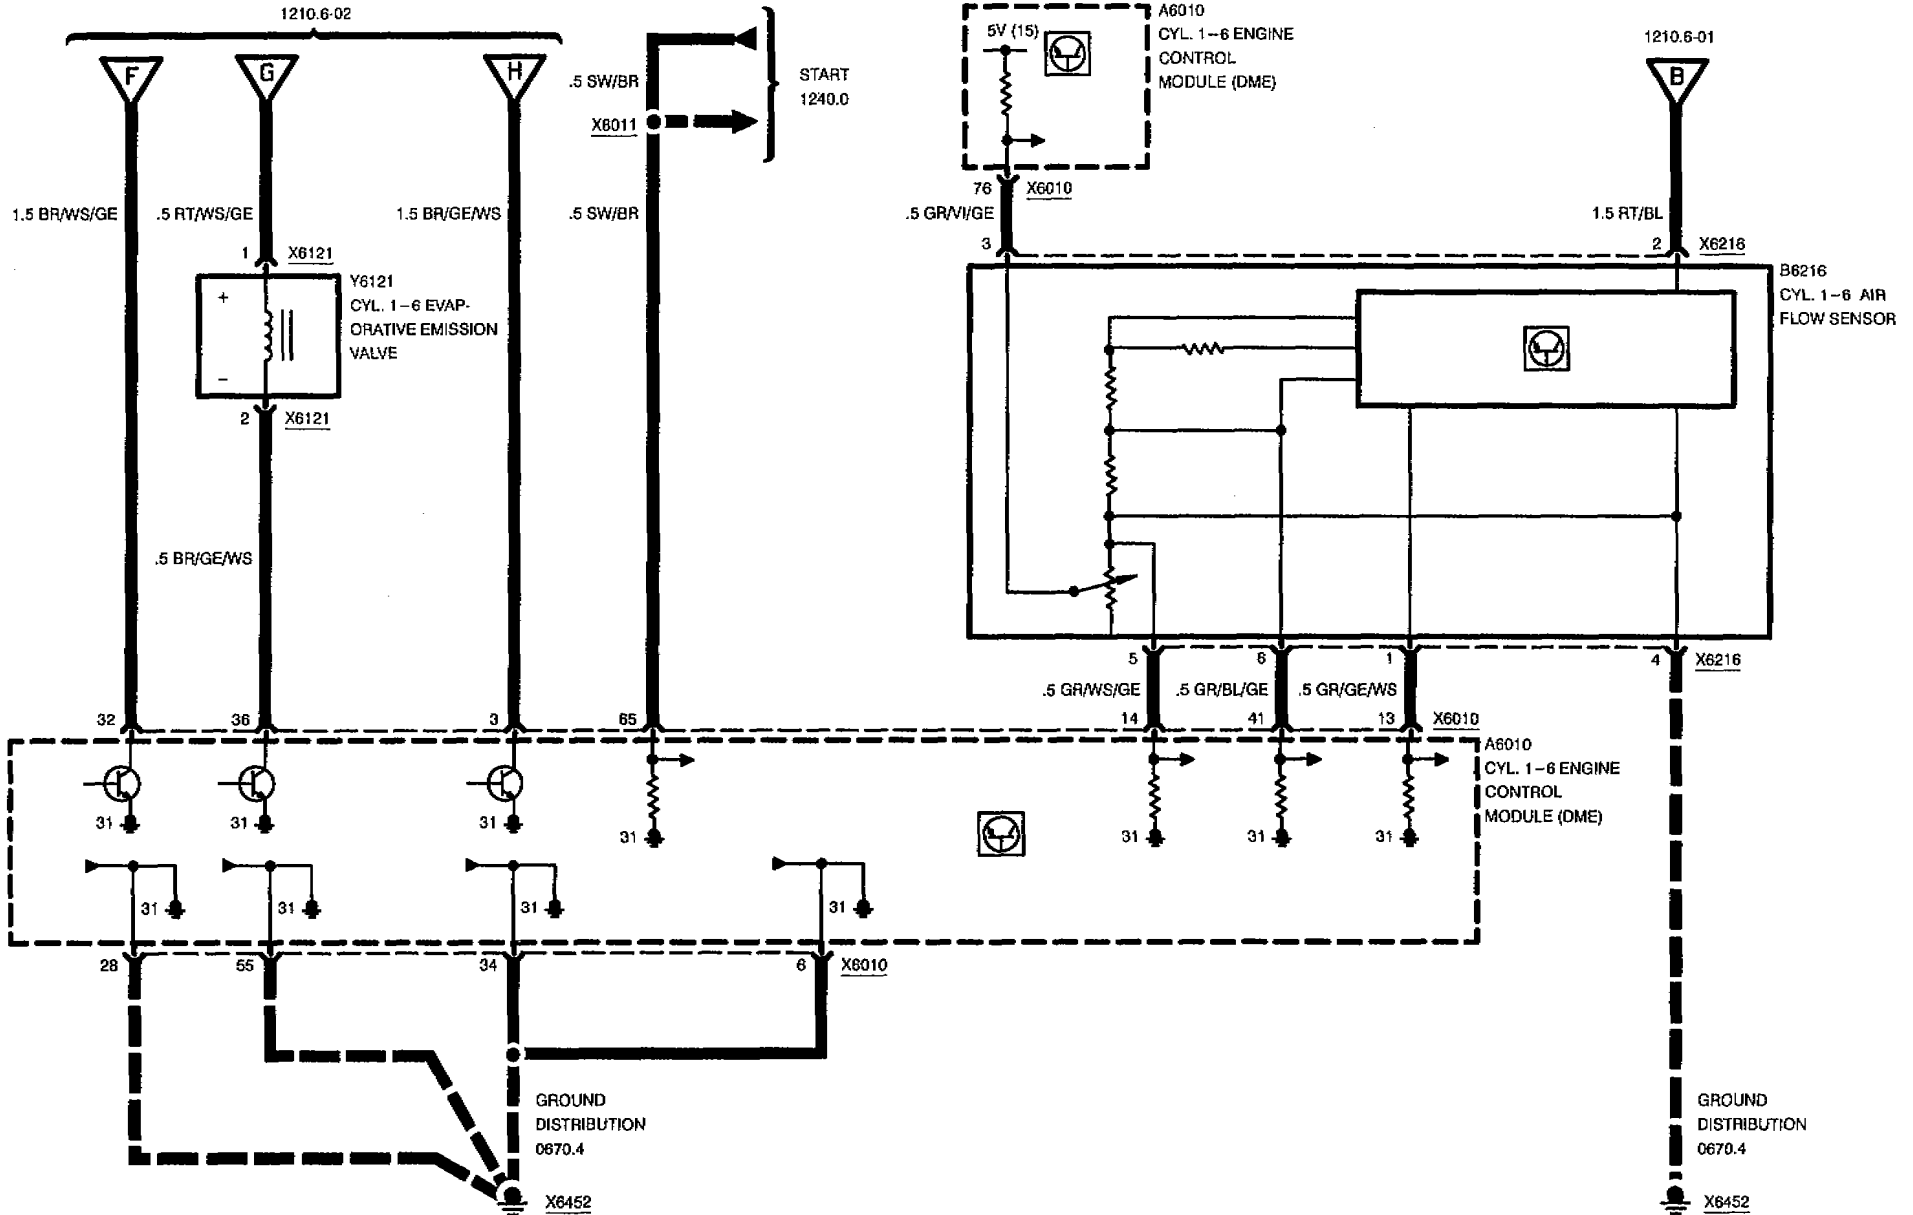 1210.6-02
F
G
H
.5 SW/BR
START
1240.0
X6011
1.5 BR/WS/GE
.5 RT/WS/GE
1.5 BR/GE/WS
.5 SW/BR
1
X6121
+
−
Y6121
CYL. 1-6 EVAP-
ORATIVE EMISSION
VALVE
2
X6121
.5 BR/GE/WS
5V (15)
A6010
CYL. 1-6 ENGINE
CONTROL
MODULE (DME)
76
X6010
.5 GR/VI/GE
3
1210.6-01
B
1.5 RT/BL
2
X6216
B6216
CYL. 1-6 AIR
FLOW SENSOR
5
6
1
4
X6216
.5 GR/WS/GE
.5 GR/BL/GE
.5 GR/GE/WS
32
36
3
65
14
41
13
X6010
A6010
CYL. 1-6 ENGINE
CONTROL
MODULE (DME)
31
31
31
31
31
31
31
31
31
31
31
28
55
34
6
X6010
GROUND
DISTRIBUTION
0670.4
X6452
GROUND
DISTRIBUTION
0670.4
X6452